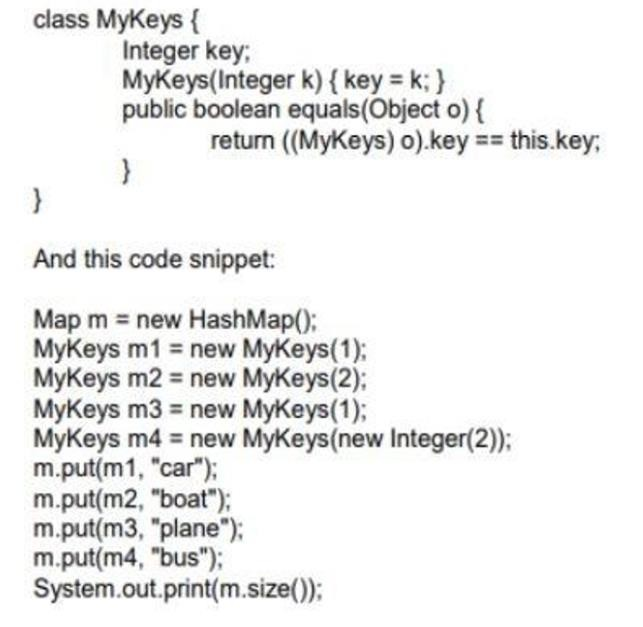 class MyKeys {
Integer key;
MyKeys(Integer k) { key = k; }
public boolean equals(Object o) {
return ((MyKeys) o).key == this.key;
}
}
And this code snippet:
Map m = new HashMap();
MyKeys m1 = new MyKeys(1);
MyKeys m2 = new MyKeys(2);
MyKeys m3 = new MyKeys(1);
MyKeys m4 = new MyKeys(new Integer(2));
m.put(m1, "car");
m.put(m2, "boat");
m.put(m3, "plane");
m.put(m4, "bus");
System.out.print(m.size());